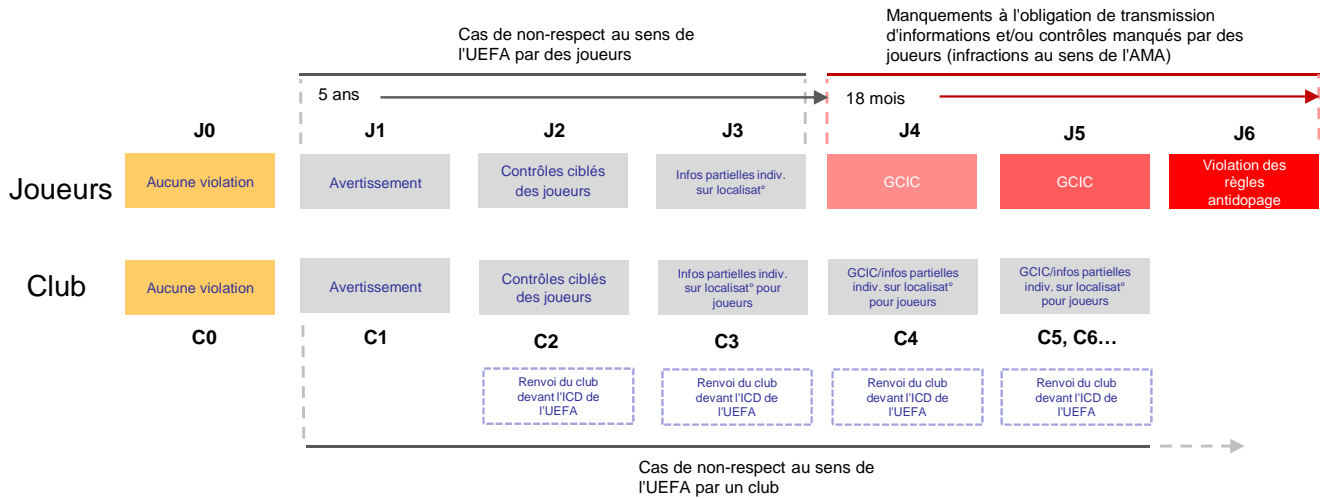 Cas de non-respect au sens de
l'UEFA par des joueurs
Manquements à l'obligation de transmission
d'informations et/ou contrôles manqués par des
joueurs (infractions au sens de l'AMA)
5 ans
18 mois
J0
J1
J2
J3
J4
J5
J6
Joueurs
Aucune violation
Avertissement
Contrôles ciblés
des joueurs
Infos partielles indiv.
sur localisat°
GCIC
GCIC
Violation des
règles
antidopage
Club
Aucune violation
Avertissement
Contrôles ciblés
des joueurs
Infos partielles indiv.
sur localisat° pour
joueurs
GCIC/infos partielles
indiv. sur localisat°
pour joueurs
GCIC/infos partielles
indiv. sur localisat°
pour joueurs
C0
C1
C2
C3
C4
C5, C6…
Renvoi du club
devant l'ICD de
l'UEFA
Renvoi du club
devant l'ICD de
l'UEFA
Renvoi du club
devant l'ICD de
l'UEFA
Renvoi du club
devant l'ICD de
l'UEFA
Cas de non-respect au sens de
l'UEFA par un club